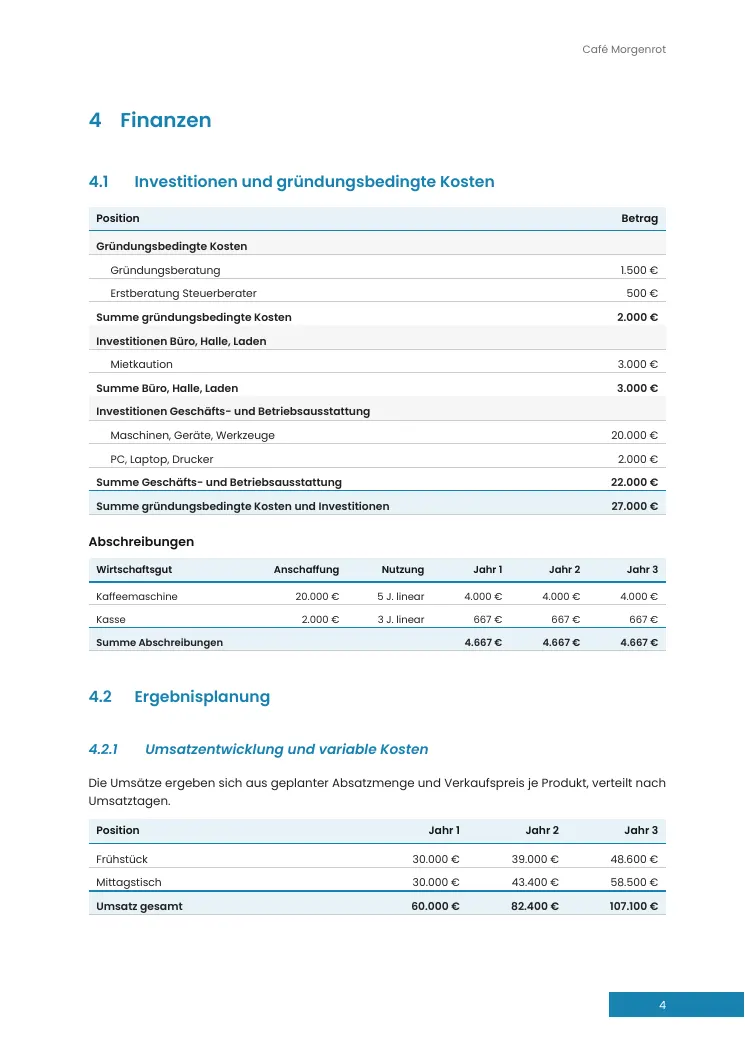 Café Morgenrot
4 Finanzen
4.1 Investitionen und gründungsbedingte Kosten
Position Betrag
Gründungsbedingte Kosten
Gründungsberatung 1.500 €
Erstberatung Steuerberater 500 €
Summe gründungsbedingte Kosten 2.000 €
Investitionen Büro, Halle, Laden
Mietkaution 3.000 €
Summe Büro, Halle, Laden 3.000 €
Investitionen Geschäfts- und Betriebsausstattung
Maschinen, Geräte, Werkzeuge 20.000 €
PC, Laptop, Drucker 2.000 €
Summe Geschäfts- und Betriebsausstattung 22.000 €
Summe gründungsbedingte Kosten und Investitionen 27.000 €
Abschreibungen
Wirtschaftsgut Anschaffung Nutzung Jahr 1 Jahr 2 Jahr 3
Kaffeemaschine 20.000 € 5 J. linear 4.000 € 4.000 € 4.000 €
Kasse 2.000 € 3 J. linear 667 € 667 € 667 €
Summe Abschreibungen 4.667 € 4.667 € 4.667 €
4.2 Ergebnisplanung
4.2.1 Umsatzentwicklung und variable Kosten
Die Umsätze ergeben sich aus geplanter Absatzmenge und Verkaufspreis je Produkt, verteilt nach
Umsatztagen.
Position Jahr 1 Jahr 2 Jahr 3
Frühstück 30.000 € 39.000 € 48.600 €
Mittagstisch 30.000 € 43.400 € 58.500 €
Umsatz gesamt 60.000 € 82.400 € 107.100 €
4